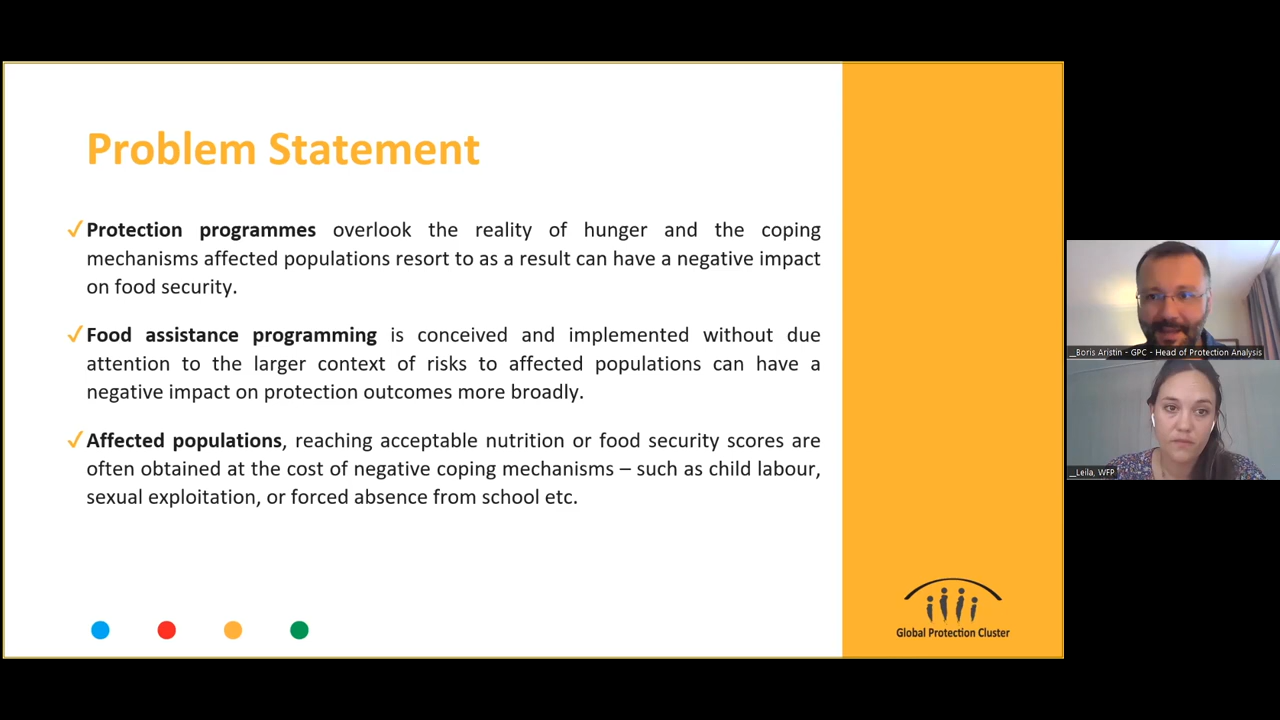 Problem Statement
✓ Protection programmes overlook the reality of hunger and the coping
mechanisms affected populations resort to as a result can have a negative impact
on food security.
✓ Food assistance programming is conceived and implemented without due
attention to the larger context of risks to affected populations can have a
negative impact on protection outcomes more broadly.
✓ Affected populations, reaching acceptable nutrition or food security scores are
often obtained at the cost of negative coping mechanisms – such as child labour,
sexual exploitation, or forced absence from school etc.
Global Protection Cluster
__Boris Aristin - GPC - Head of Protection Analysis
__Leila, WFP